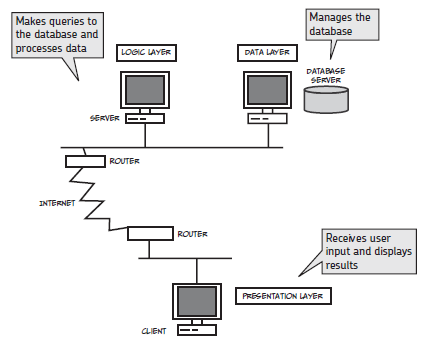 Makes queries to
the database and
processes data
Manages the
database
LOGIC LAYER
DATA LAYER
DATABASE
SERVER
SERVER
ROUTER
INTERNET
ROUTER
Receives user
input and displays
results
PRESENTATION LAYER
CLIENT